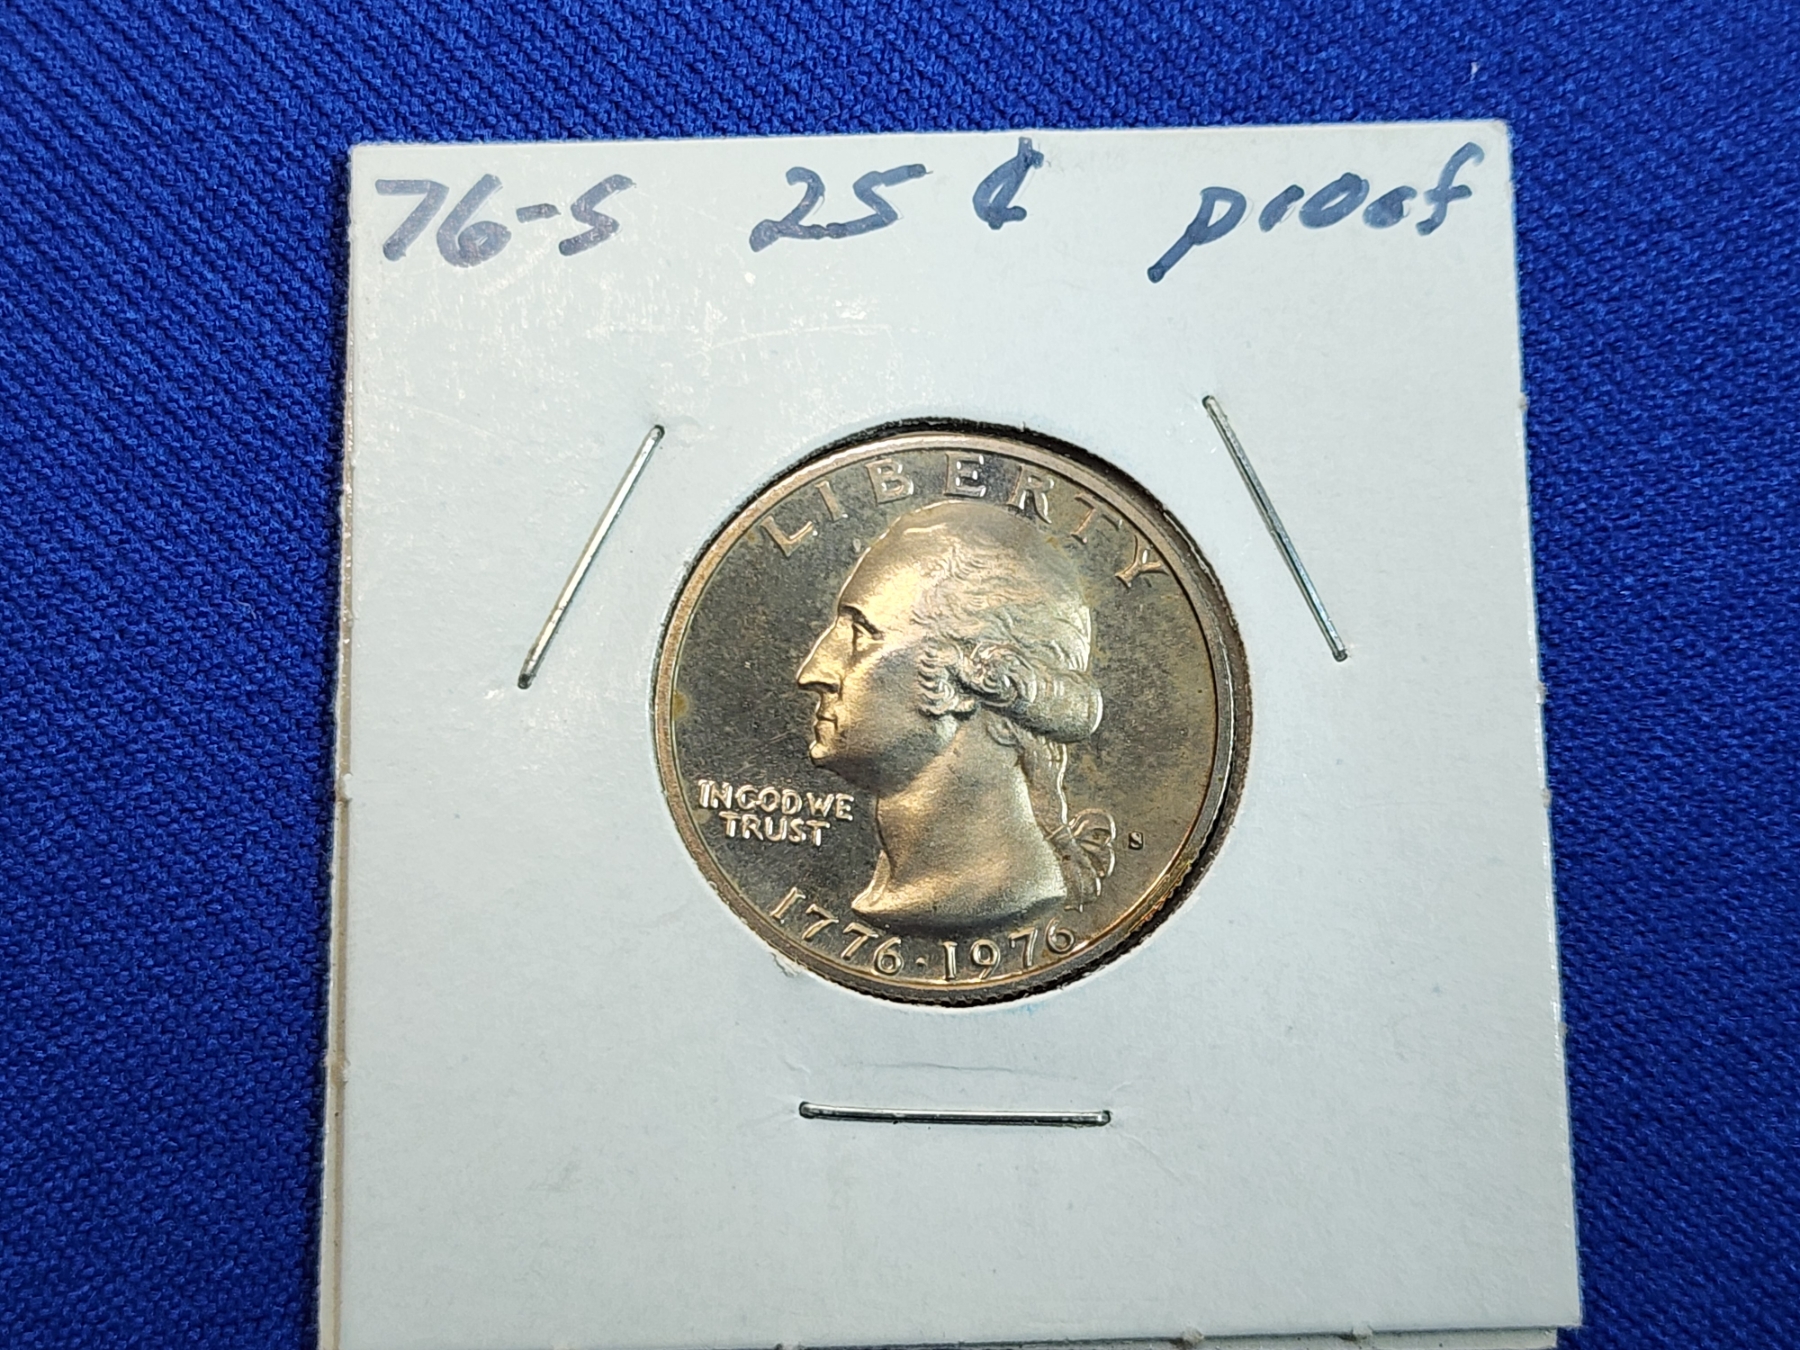 76-S 25¢ proof
LIBERTY
IN GOD WE
TRUST
S
1776·1976